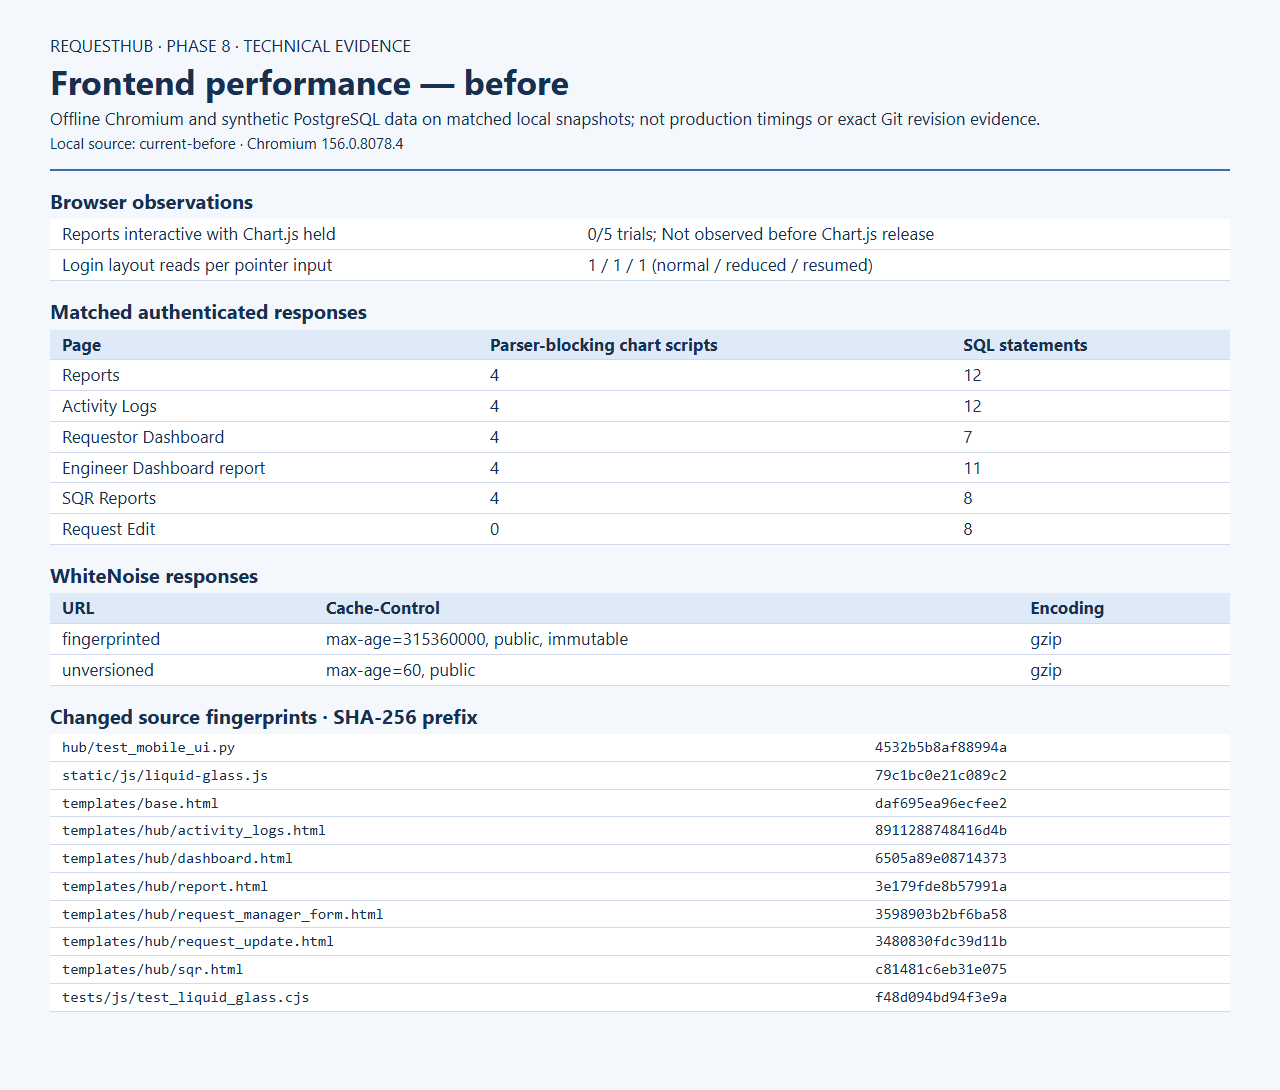 REQUESTHUB · PHASE 8 · TECHNICAL EVIDENCE
Frontend performance — before
Offline Chromium and synthetic PostgreSQL data on matched local snapshots; not production timings or exact Git revision evidence.
Local source: current-before · Chromium 156.0.8078.4
Browser observations
Reports interactive with Chart.js held 0/5 trials; Not observed before Chart.js release
Login layout reads per pointer input 1 / 1 / 1 (normal / reduced / resumed)
Matched authenticated responses
Page Parser-blocking chart scripts SQL statements
Reports 4 12
Activity Logs 4 12
Requestor Dashboard 4 7
Engineer Dashboard report 4 11
SQR Reports 4 8
Request Edit 0 8
WhiteNoise responses
URL Cache-Control Encoding
fingerprinted max-age=315360000, public, immutable gzip
unversioned max-age=60, public gzip
Changed source fingerprints · SHA-256 prefix
hub/test_mobile_ui.py 4532b5b8af88994a
static/js/liquid-glass.js 79c1bc0e21c089c2
templates/base.html daf695ea96ecfee2
templates/hub/activity_logs.html 8911288748416d4b
templates/hub/dashboard.html 6505a89e08714373
templates/hub/report.html 3e179fde8b57991a
templates/hub/request_manager_form.html 3598903b2bf6ba58
templates/hub/request_update.html 3480830fdc39d11b
templates/hub/sqr.html c81481c6eb31e075
tests/js/test_liquid_glass.cjs f48d094bd94f3e9a